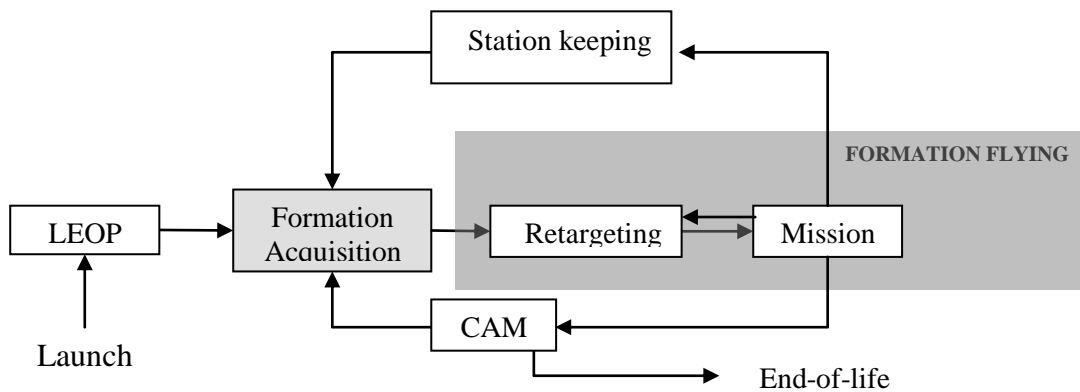 Station keeping
FORMATION FLYING
LEOP
Formation
Acquisition
Retargeting
Mission
CAM
Launch
End-of-life